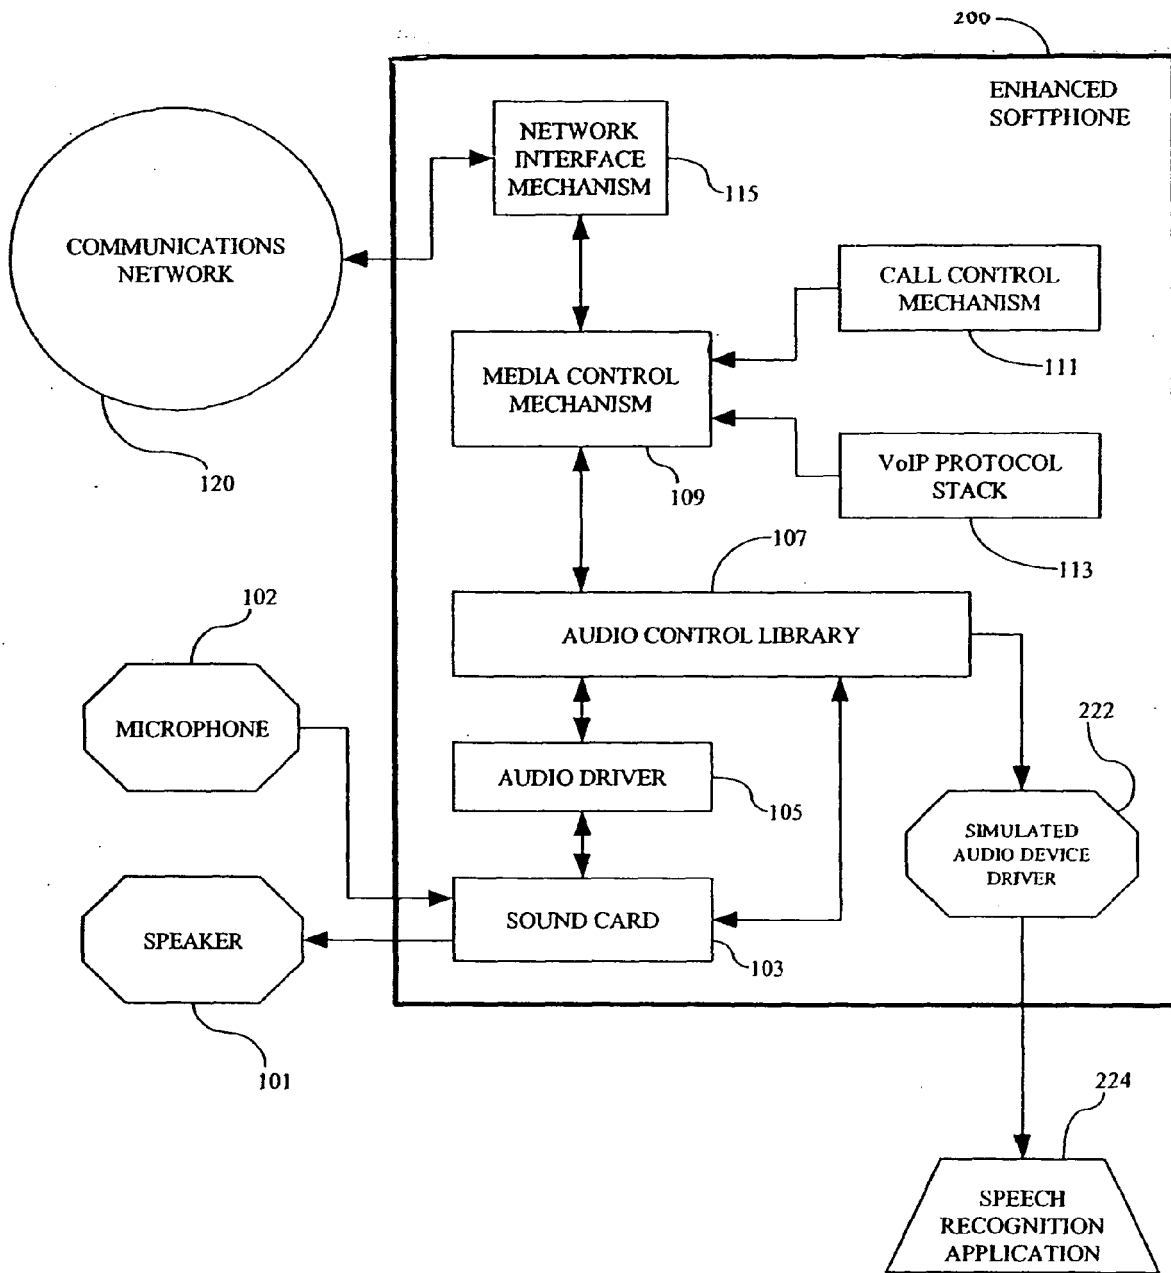 200
ENHANCED
SOFTPHONE
NETWORK
INTERFACE
MECHANISM
115
COMMUNICATIONS
NETWORK
120
CALL CONTROL
MECHANISM
111
MEDIA CONTROL
MECHANISM
109
VoIP PROTOCOL
STACK
113
107
AUDIO CONTROL LIBRARY
102
MICROPHONE
AUDIO DRIVER
105
222
SIMULATED
AUDIO DEVICE
DRIVER
SOUND CARD
103
SPEAKER
101
224
SPEECH
RECOGNITION
APPLICATION